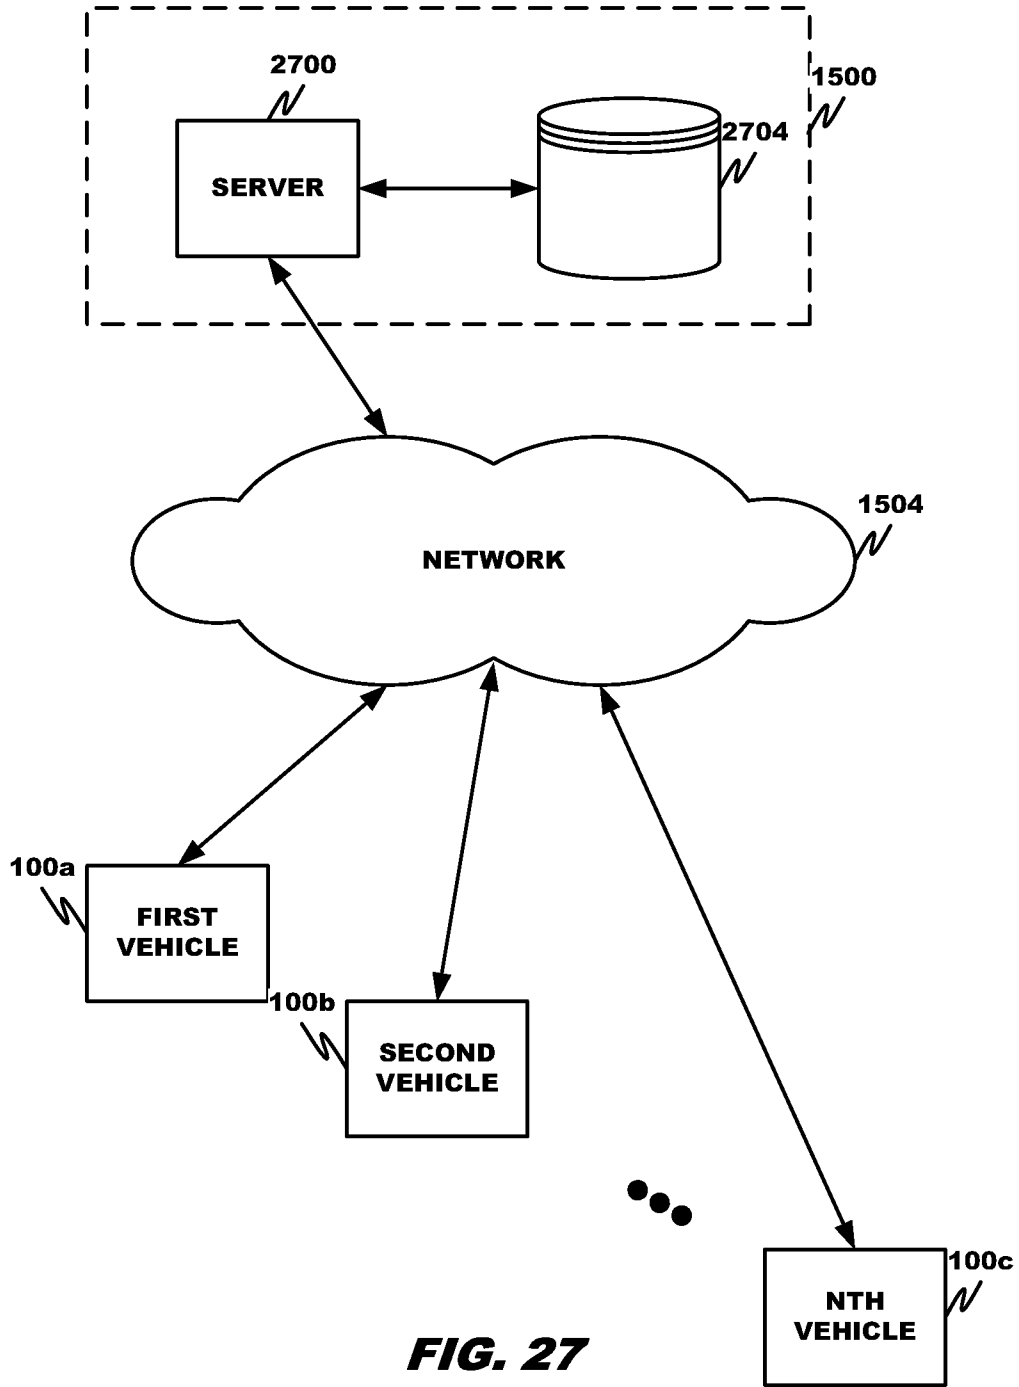 2700
1500
2704
SERVER
1504
NETWORK
100a
FIRST
VEHICLE
100b
SECOND
VEHICLE
100c
NTH
VEHICLE
FIG. 27